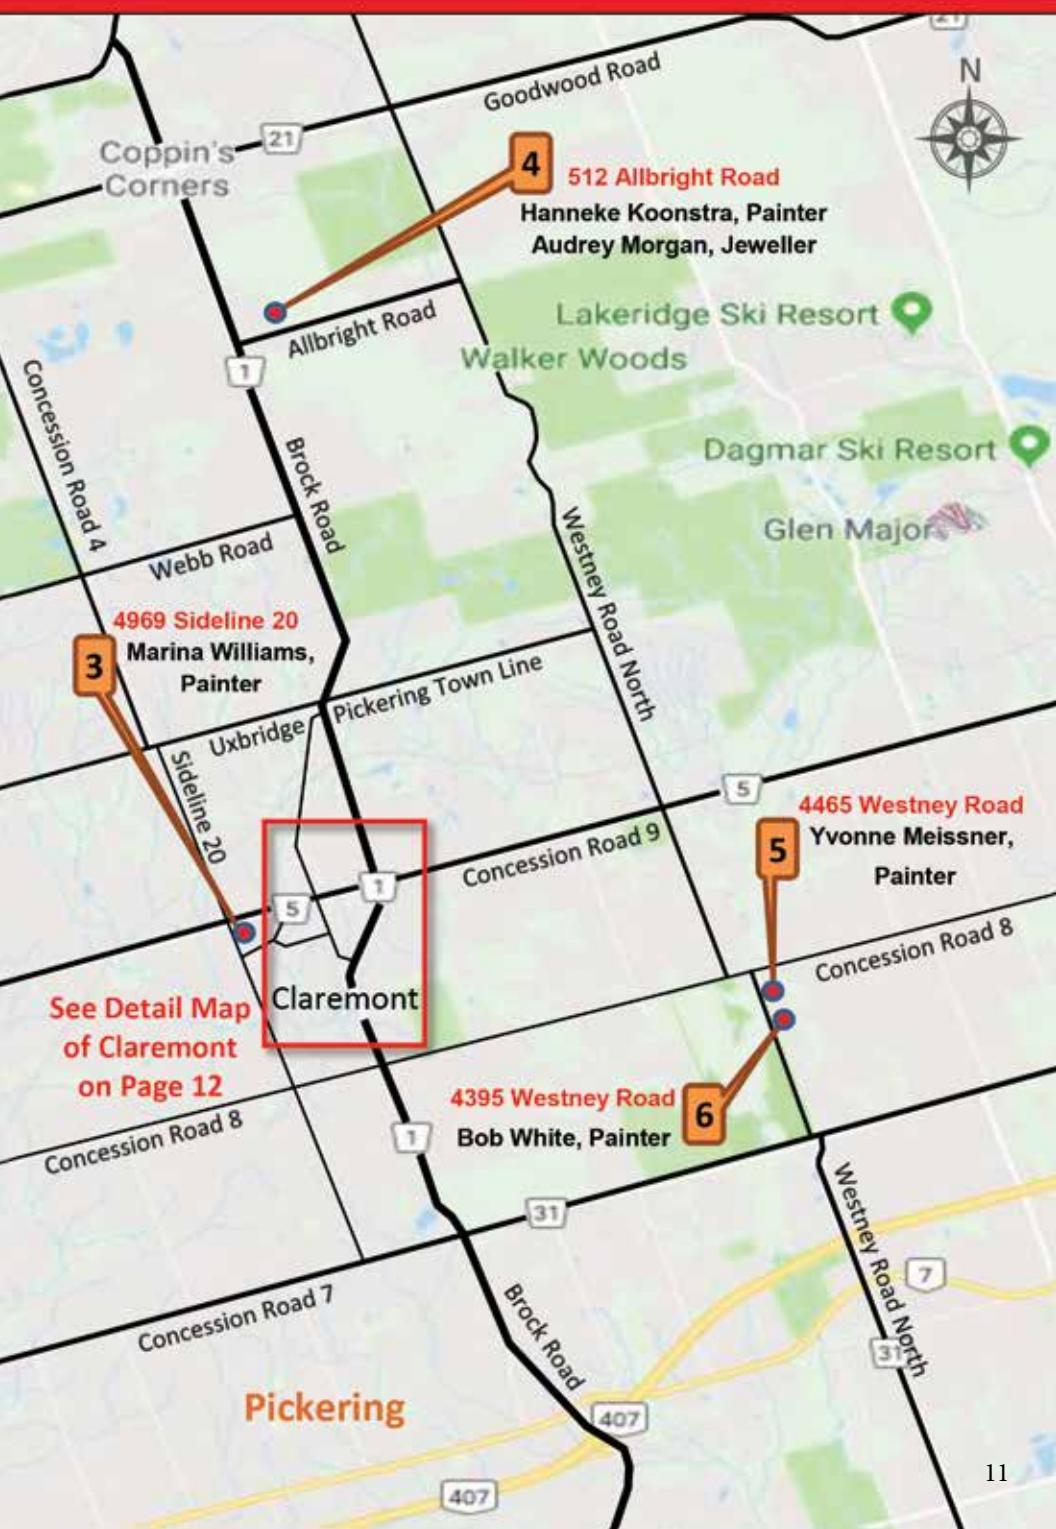 21
Goodwood Road
N
21
Coppin's
Corners
4
512 Allbright Road
Hanneke Koonstra, Painter
Audrey Morgan, Jeweller
Lakeridge Ski Resort
Allbright Road
Walker Woods
1
Concession Road 4
Brock Road
Dagmar Ski Resort
Glen Major
Westney Road North
Webb Road
3
4969 Sideline 20
Marina Williams,
Painter
Uxbridge
Pickering Town Line
Sideline 20
5
4465 Westney Road
5
Yvonne Meissner,
Painter
Concession Road 9
1
5
Concession Road 8
Claremont
See Detail Map
of Claremont
on Page 12
4395 Westney Road
6
Bob White, Painter
Concession Road 8
1
31
Westney Road North
7
Concession Road 7
Brock Road
31
Pickering
407
407
11